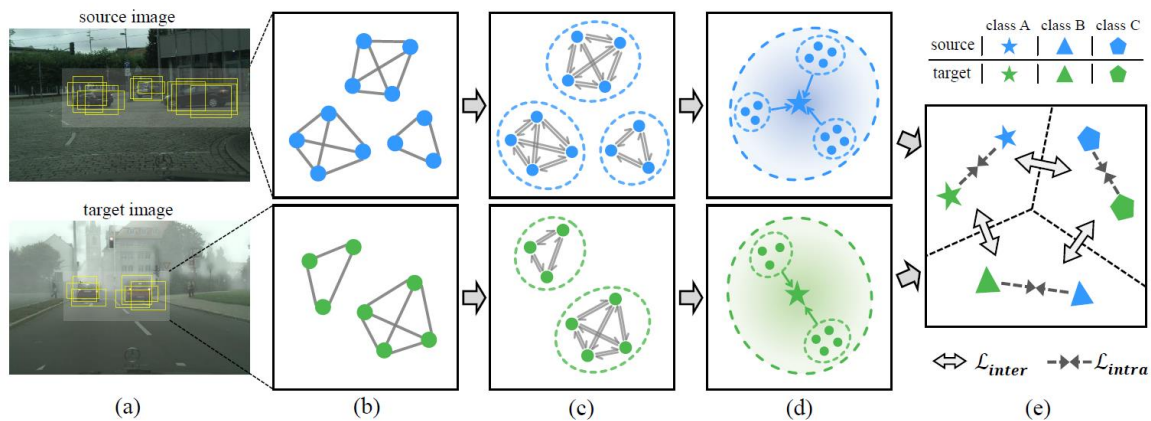 source image
target image
class A class B class C
source
target
ℒinter ℒintra
(a) (b) (c) (d) (e)